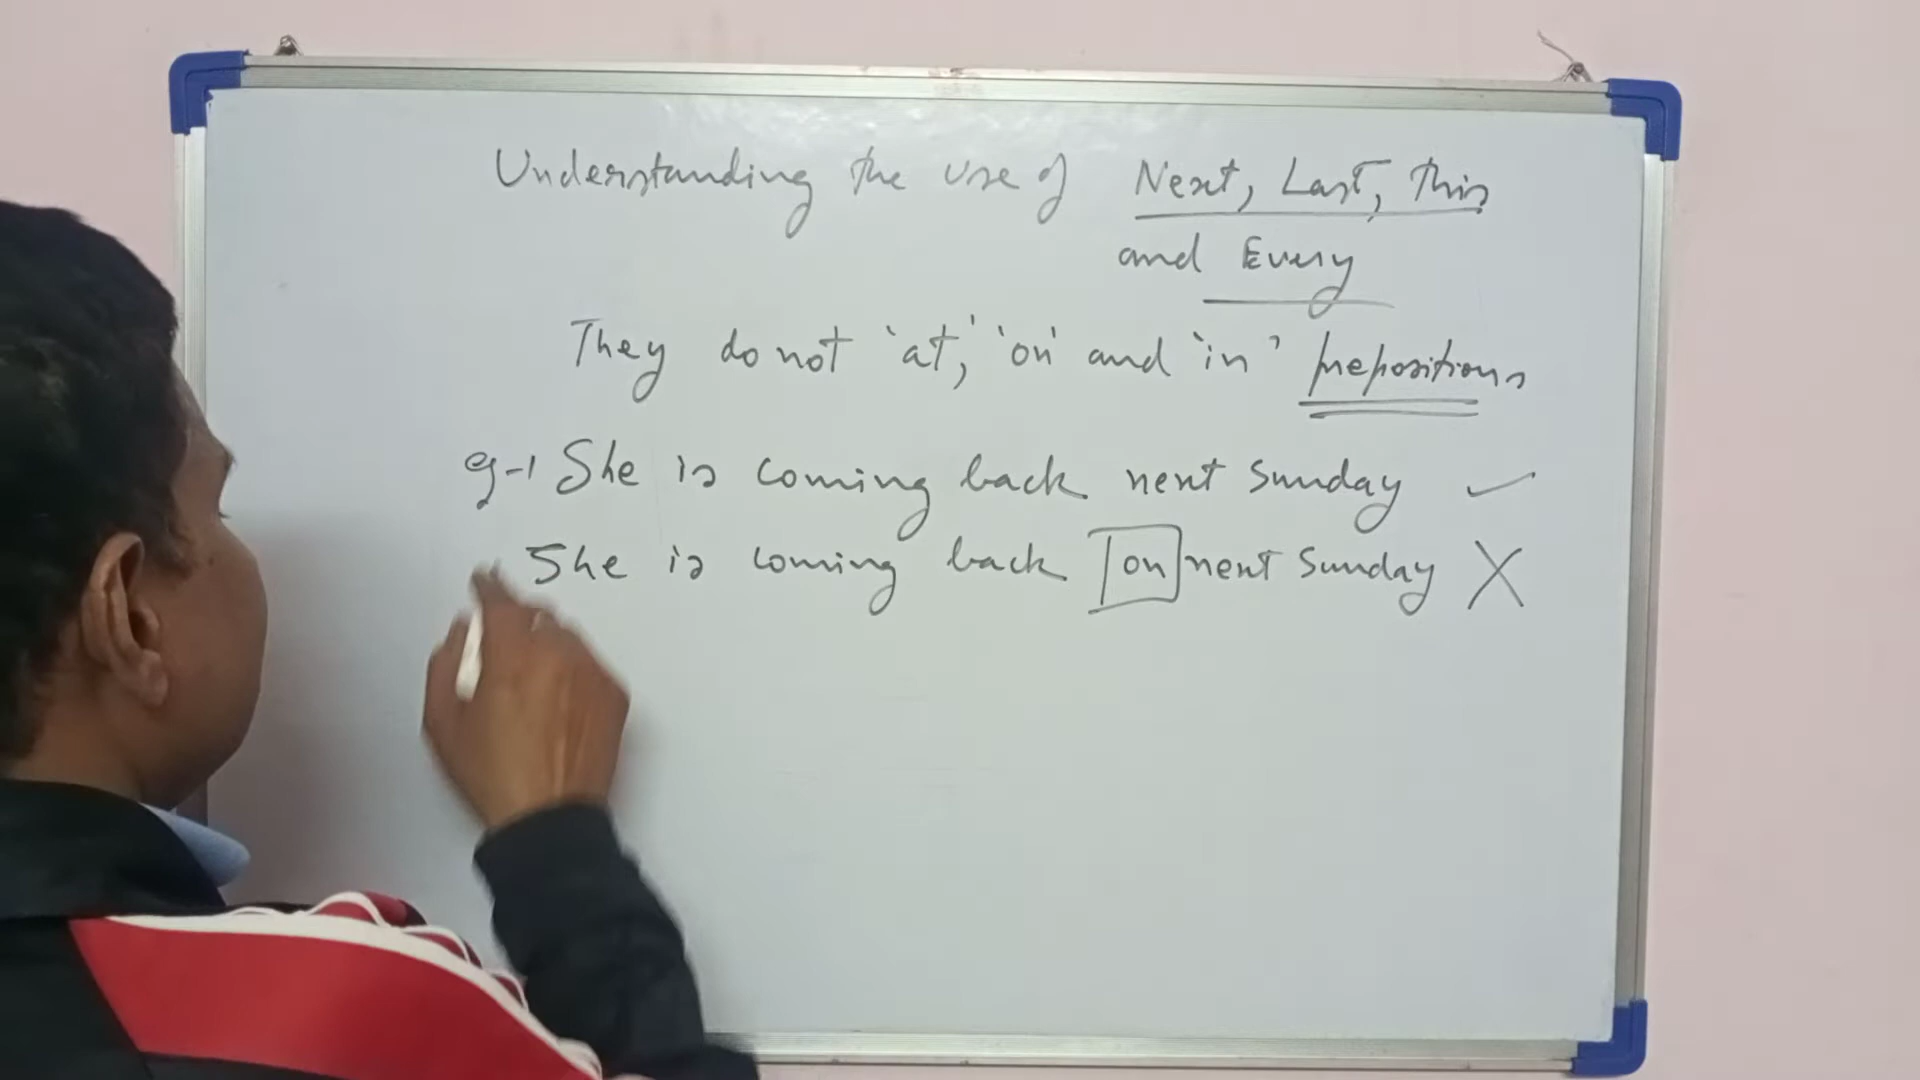 Understanding the use of Next, Last, This
and Every
They do not 'at,' 'on' and 'in' prepositions
eg-1 She is coming back next Sunday ✓
She is coming back on next Sunday X